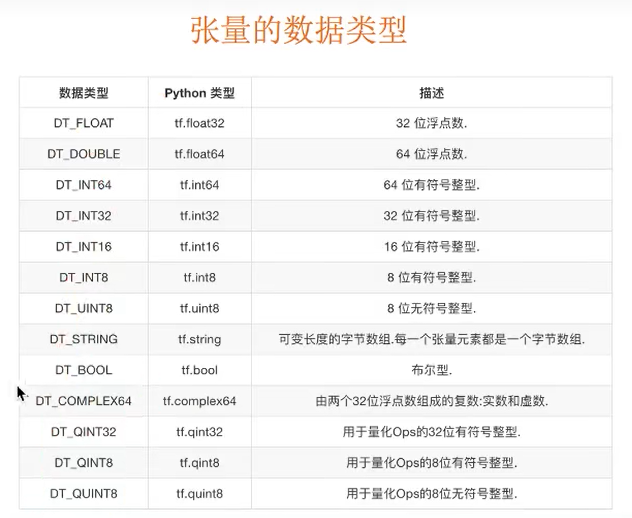 张量的数据类型
数据类型 Python 类型 描述
DT_FLOAT tf.float32 32 位浮点数.
DT_DOUBLE tf.float64 64 位浮点数.
DT_INT64 tf.int64 64 位有符号整型.
DT_INT32 tf.int32 32 位有符号整型.
DT_INT16 tf.int16 16 位有符号整型.
DT_INT8 tf.int8 8 位有符号整型.
DT_UINT8 tf.uint8 8 位无符号整型.
DT_STRING tf.string 可变长度的字节数组.每一个张量元素都是一个字节数组.
DT_BOOL tf.bool 布尔型.
DT_COMPLEX64 tf.complex64 由两个32位浮点数组成的复数:实数和虚数.
DT_QINT32 tf.qint32 用于量化Ops的32位有符号整型.
DT_QINT8 tf.qint8 用于量化Ops的8位有符号整型.
DT_QUINT8 tf.quint8 用于量化Ops的8位无符号整型.